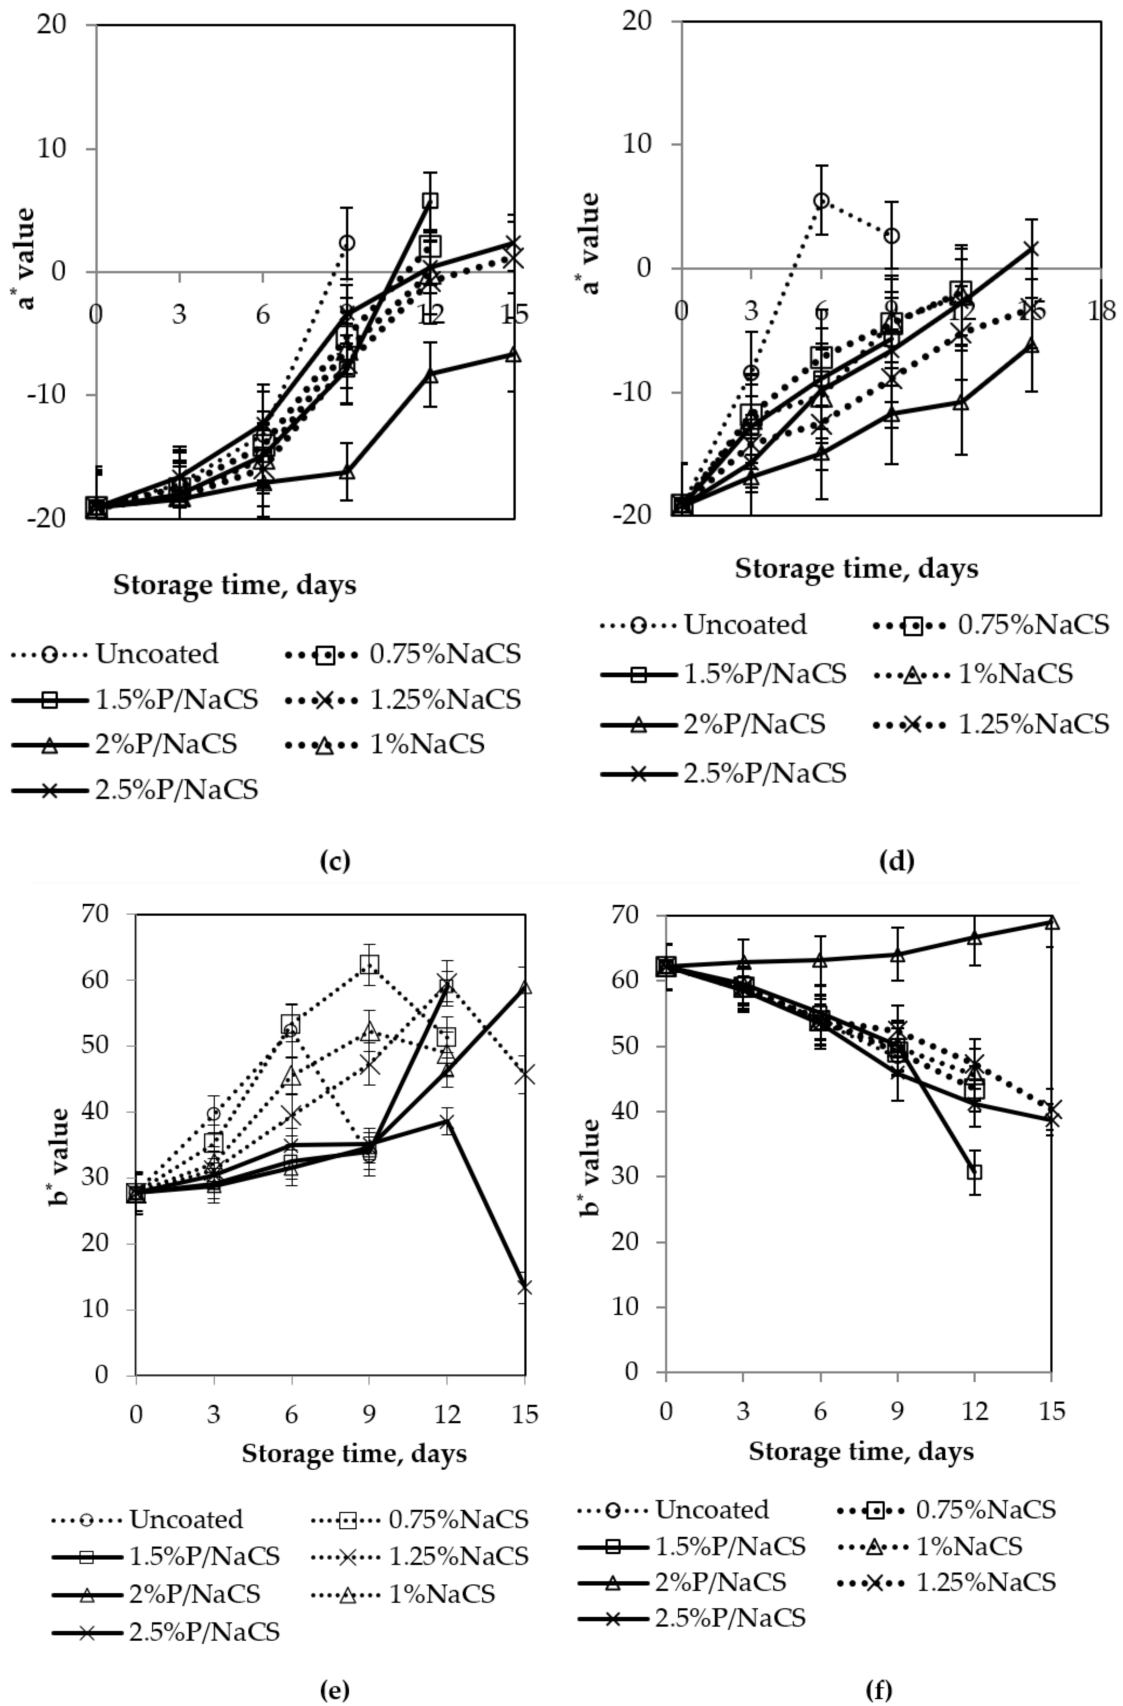 20
10
0
-10
-20
a* value
0 3 6 9 12 15
Storage time, days
Uncoated 0.75%NaCS
1.5%P/NaCS 1.25%NaCS
2%P/NaCS 1%NaCS
2.5%P/NaCS
(c)
20
10
0
-10
-20
a* value
0 3 6 9 12 15 18
Storage time, days
Uncoated 0.75%NaCS
1.5%P/NaCS 1%NaCS
2%P/NaCS 1.25%NaCS
2.5%P/NaCS
(d)
70
60
50
40
30
20
10
0
b* value
0 3 6 9 12 15
Storage time, days
Uncoated 0.75%NaCS
1.5%P/NaCS 1.25%NaCS
2%P/NaCS 1%NaCS
2.5%P/NaCS
(e)
70
60
50
40
30
20
10
0
b* value
0 3 6 9 12 15
Storage time, days
Uncoated 0.75%NaCS
1.5%P/NaCS 1%NaCS
2%P/NaCS 1.25%NaCS
2.5%P/NaCS
(f)